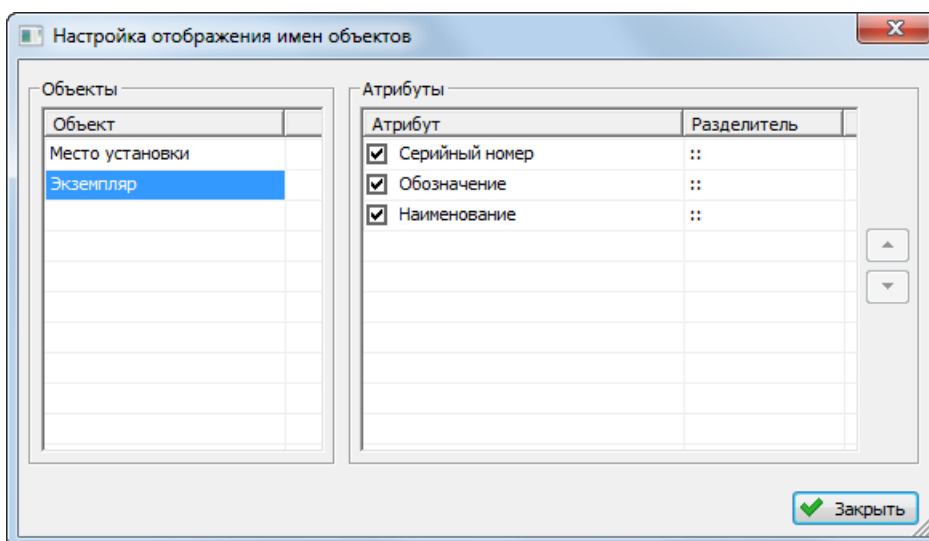 Настройка отображения имен объектов
Объекты
Объект
Место установки
Экземпляр
Атрибуты
Атрибут Разделитель
Серийный номер ::
Обозначение ::
Наименование ::
Закрыть